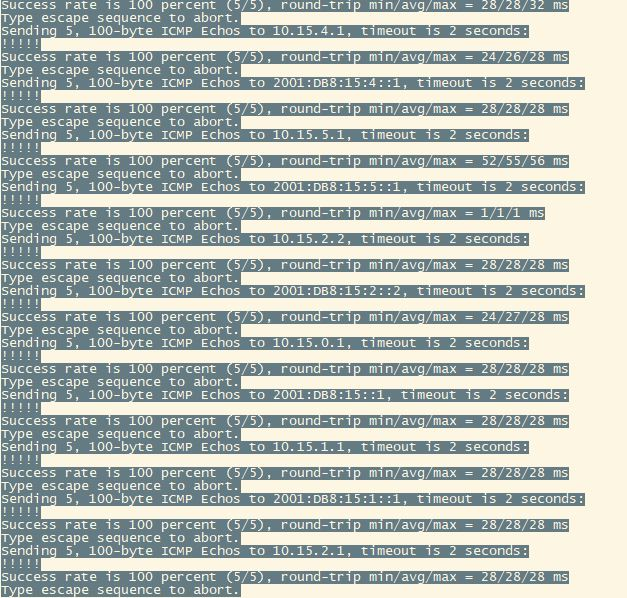 Success rate is 100 percent (5/5), round-trip min/avg/max = 28/28/32 ms
Type escape sequence to abort.
Sending 5, 100-byte ICMP Echos to 10.15.4.1, timeout is 2 seconds:
!!!!!
Success rate is 100 percent (5/5), round-trip min/avg/max = 24/26/28 ms
Type escape sequence to abort.
Sending 5, 100-byte ICMP Echos to 2001:DB8:15:4::1, timeout is 2 seconds:
!!!!!
Success rate is 100 percent (5/5), round-trip min/avg/max = 28/28/28 ms
Type escape sequence to abort.
Sending 5, 100-byte ICMP Echos to 10.15.5.1, timeout is 2 seconds:
!!!!!
Success rate is 100 percent (5/5), round-trip min/avg/max = 52/55/56 ms
Type escape sequence to abort.
Sending 5, 100-byte ICMP Echos to 2001:DB8:15:5::1, timeout is 2 seconds:
!!!!!
Success rate is 100 percent (5/5), round-trip min/avg/max = 1/1/1 ms
Type escape sequence to abort.
Sending 5, 100-byte ICMP Echos to 10.15.2.2, timeout is 2 seconds:
!!!!!
Success rate is 100 percent (5/5), round-trip min/avg/max = 28/28/28 ms
Type escape sequence to abort.
Sending 5, 100-byte ICMP Echos to 2001:DB8:15:2::2, timeout is 2 seconds:
!!!!!
Success rate is 100 percent (5/5), round-trip min/avg/max = 24/27/28 ms
Type escape sequence to abort.
Sending 5, 100-byte ICMP Echos to 10.15.0.1, timeout is 2 seconds:
!!!!!
Success rate is 100 percent (5/5), round-trip min/avg/max = 28/28/28 ms
Type escape sequence to abort.
Sending 5, 100-byte ICMP Echos to 2001:DB8:15::1, timeout is 2 seconds:
!!!!!
Success rate is 100 percent (5/5), round-trip min/avg/max = 28/28/28 ms
Type escape sequence to abort.
Sending 5, 100-byte ICMP Echos to 10.15.1.1, timeout is 2 seconds:
!!!!!
Success rate is 100 percent (5/5), round-trip min/avg/max = 28/28/28 ms
Type escape sequence to abort.
Sending 5, 100-byte ICMP Echos to 2001:DB8:15:1::1, timeout is 2 seconds:
!!!!!
Success rate is 100 percent (5/5), round-trip min/avg/max = 28/28/28 ms
Type escape sequence to abort.
Sending 5, 100-byte ICMP Echos to 10.15.2.1, timeout is 2 seconds:
!!!!!
Success rate is 100 percent (5/5), round-trip min/avg/max = 28/28/28 ms
Type escape sequence to abort.